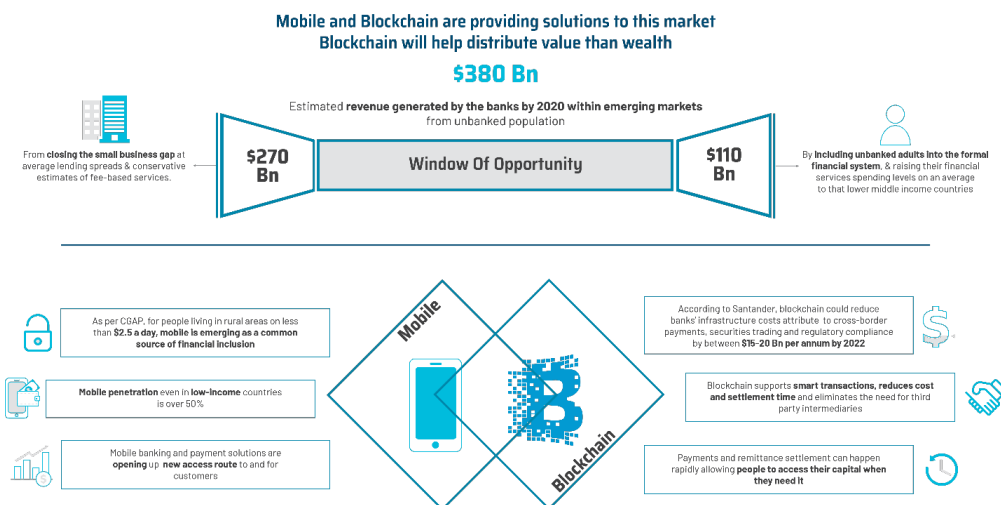 Mobile and Blockchain are providing solutions to this market
Blockchain will help distribute value than wealth
$380 Bn
Estimated revenue generated by the banks by 2020 within emerging markets
from unbanked population
From closing the small business gap at
average lending spreads & conservative
estimates of fee-based services.
$270
Bn
Window Of Opportunity
$110
Bn
By including unbanked adults into the formal
financial system, & raising their financial
services spending levels on an average
to that lower middle income countries
As per CGAP, for people living in rural areas on less
than $2.5 a day, mobile is emerging as a common
source of financial inclusion
Mobile penetration even in low-income countries
is over 50%
Mobile banking and payment solutions are
opening up new access route to and for
customers
Mobile
Blockchain
According to Santander, blockchain could reduce
banks' infrastructure costs attribute to cross-border
payments, securities trading and regulatory compliance
by between $15-20 Bn per annum by 2022
Blockchain supports smart transactions, reduces cost
and settlement time and eliminates the need for third
party intermediaries
Payments and remittance settlement can happen
rapidly allowing people to access their capital when
they need it